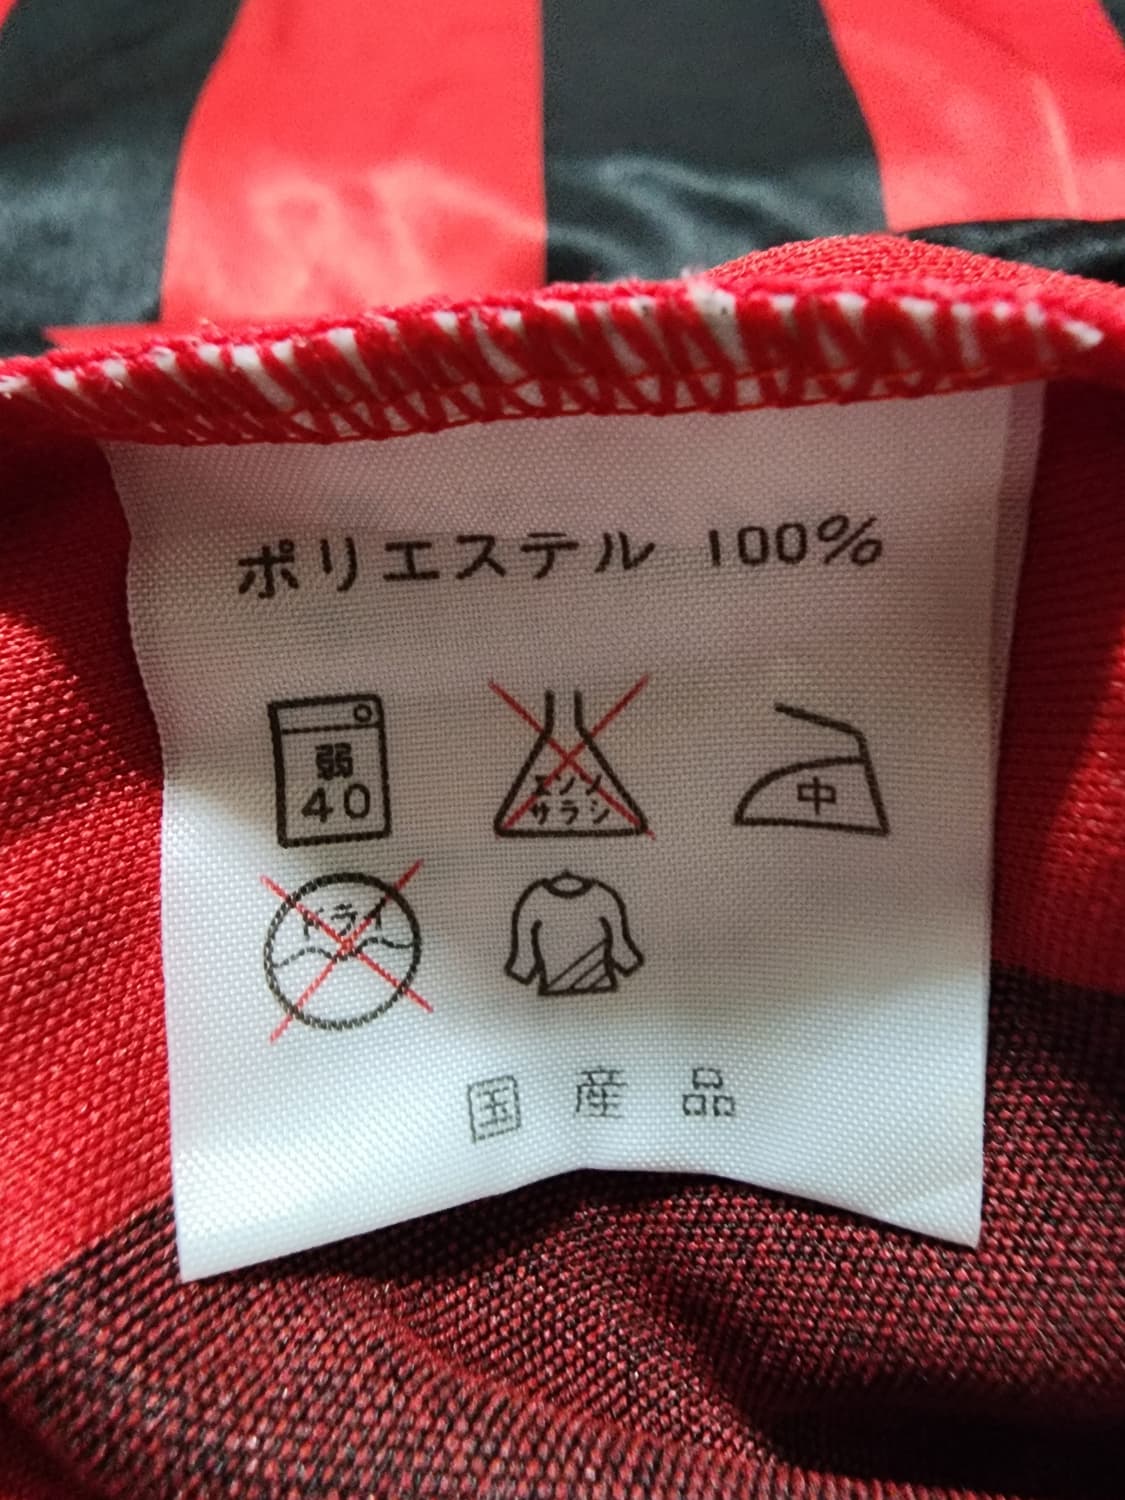 ポリエステル 100%
弱
40
エンソ
サラシ
中
ドライ
国産品